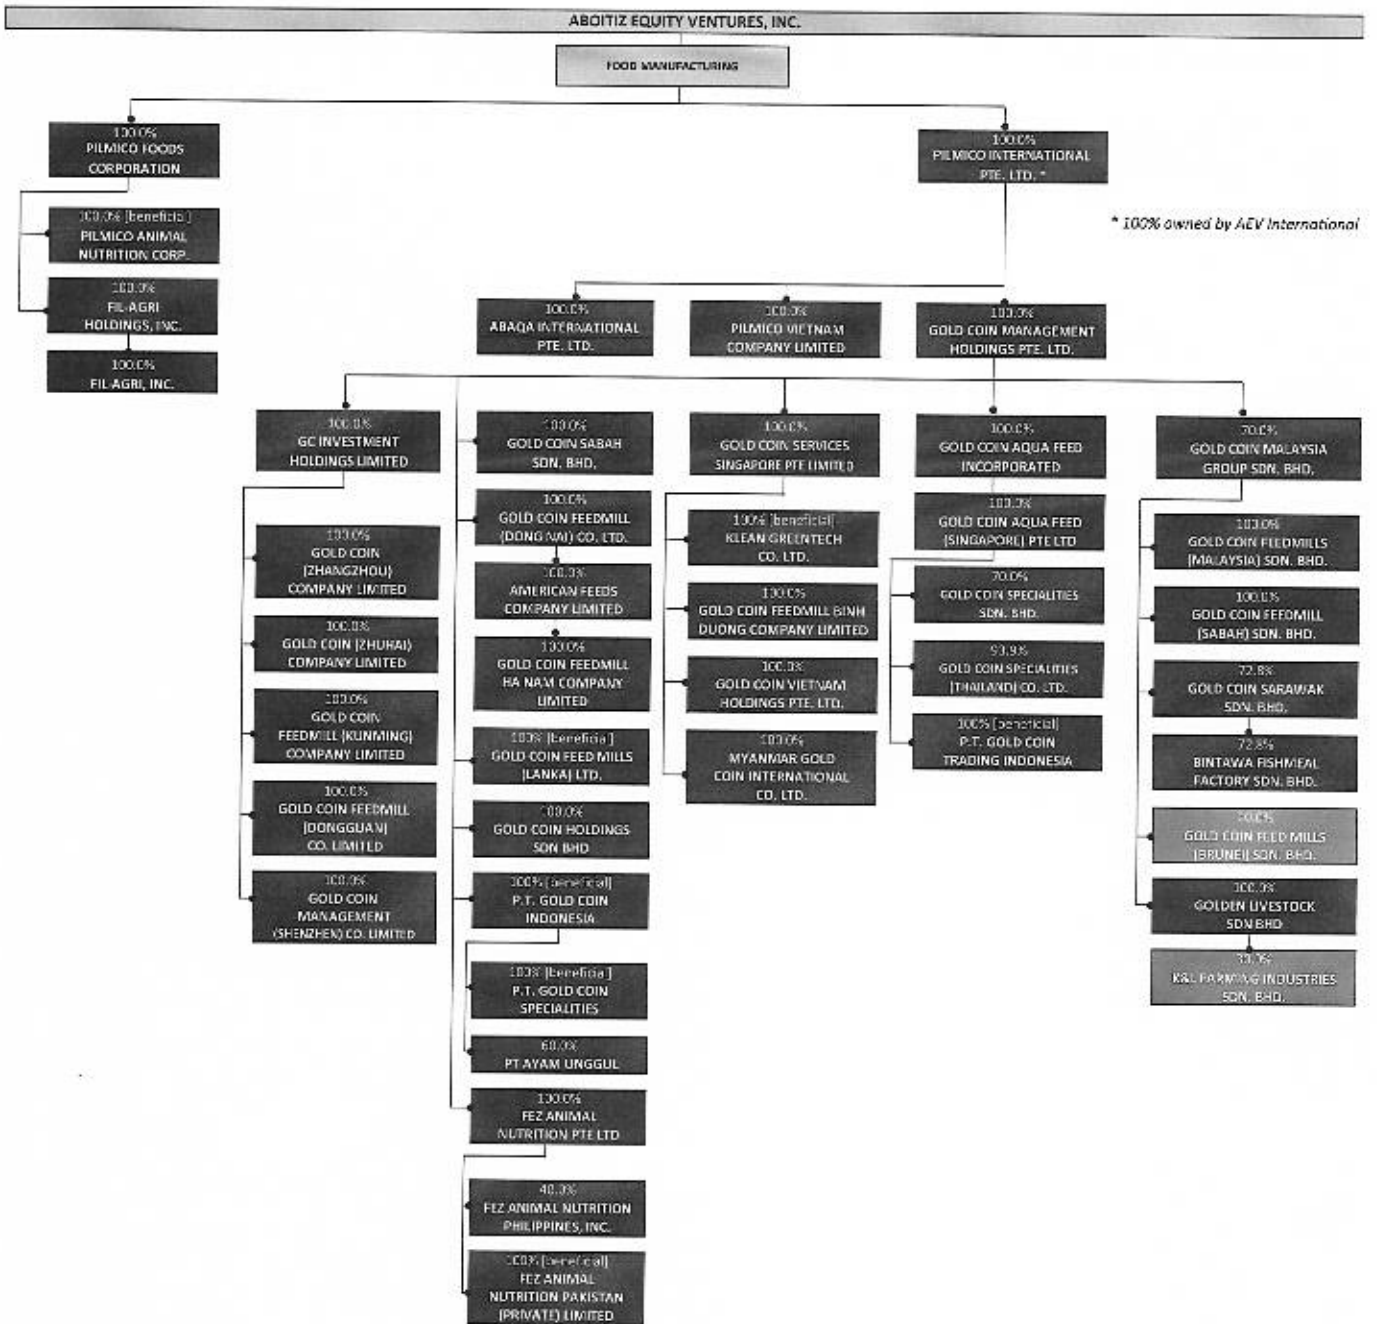 ABOITIZ EQUITY VENTURES, INC.
FOOD MANUFACTURING
100.0%
PILMICO FOODS
CORPORATION
100.0% [beneficial]
PILMICO ANIMAL
NUTRITION CORP.
100.0%
FIL-AGRI
HOLDINGS, INC.
100.0%
FIL-AGRI, INC.
100.0%
PILMICO INTERNATIONAL
PTE. LTD. *
* 100% owned by AEV International
100.0%
ABAQA INTERNATIONAL
PTE. LTD.
100.0%
PILMICO VIETNAM
COMPANY LIMITED
100.0%
GOLD COIN MANAGEMENT
HOLDINGS PTE. LTD.
100.0%
GC INVESTMENT
HOLDINGS LIMITED
100.0%
GOLD COIN
(ZHANGZHOU)
COMPANY LIMITED
100.0%
GOLD COIN (ZHUHAI)
COMPANY LIMITED
100.0%
GOLD COIN
FEEDMILL (KUNMING)
COMPANY LIMITED
100.0%
GOLD COIN FEEDMILL
(DONGGUAN)
CO. LIMITED
100.0%
GOLD COIN
MANAGEMENT
(SHENZHEN) CO. LIMITED
100.0%
GOLD COIN SABAH
SDN. BHD.
100.0%
GOLD COIN FEEDMILL
(DONG NAI) CO. LTD.
100.0%
AMERICAN FEEDS
COMPANY LIMITED
100.0%
GOLD COIN FEEDMILL
HA NAM COMPANY
LIMITED
100% [beneficial]
GOLD COIN FEED MILLS
(LANKA) LTD.
100.0%
GOLD COIN HOLDINGS
SDN BHD
100% [beneficial]
P.T. GOLD COIN
INDONESIA
100% [beneficial]
P.T. GOLD COIN
SPECIALITIES
60.0%
PT AYAM UNGGUL
100.0%
FEZ ANIMAL
NUTRITION PTE LTD
40.0%
FEZ ANIMAL NUTRITION
PHILIPPINES, INC.
100% [beneficial]
FEZ ANIMAL
NUTRITION PAKISTAN
(PRIVATE) LIMITED
100.0%
GOLD COIN SERVICES
SINGAPORE PTE LIMITED
100% [beneficial]
KLEAN GREENTECH
CO. LTD.
100.0%
GOLD COIN FEEDMILL BINH
DUONG COMPANY LIMITED
100.0%
GOLD COIN VIETNAM
HOLDINGS PTE. LTD.
100.0%
MYANMAR GOLD
COIN INTERNATIONAL
CO. LTD.
100.0%
GOLD COIN AQUA FEED
INCORPORATED
100.0%
GOLD COIN AQUA FEED
(SINGAPORE) PTE LTD
70.0%
GOLD COIN SPECIALITIES
SDN. BHD.
GOLD COIN SPECIALITIES
(THAILAND) CO. LTD.
100% [beneficial]
P.T. GOLD COIN
TRADING INDONESIA
70.0%
GOLD COIN MALAYSIA
GROUP SDN. BHD.
100.0%
GOLD COIN FEEDMILLS
(MALAYSIA) SDN. BHD.
100.0%
GOLD COIN FEEDMILL
(SABAH) SDN. BHD.
72.8%
GOLD COIN SARAWAK
SDN. BHD.
72.8%
BINTAWA FISHMEAL
FACTORY SDN. BHD.
GOLD COIN FEED MILLS
(BRUNEI) SDN. BHD.
100.0%
GOLDEN LIVESTOCK
SDN BHD
K&L FARMING INDUSTRIES
SDN. BHD.